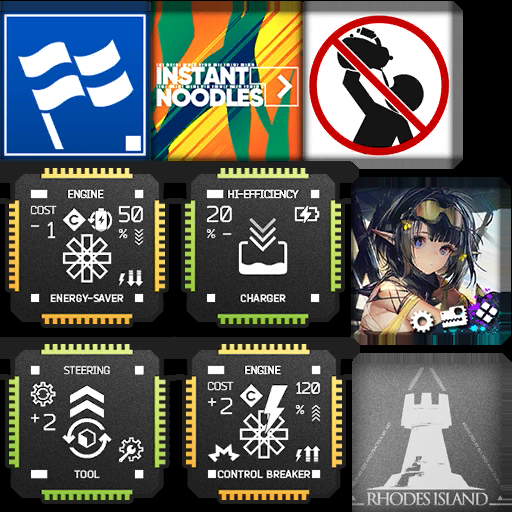 INSTANT
NOODLES
ENGINE
COST
- 1
50
%
ENERGY-SAVER
HI-EFFICIENCY
20
% -
CHARGER
STEERING
+2
TOOL
ENGINE
COST
+2
C
120
%
CONTROL BREAKER
RHODES ISLAND